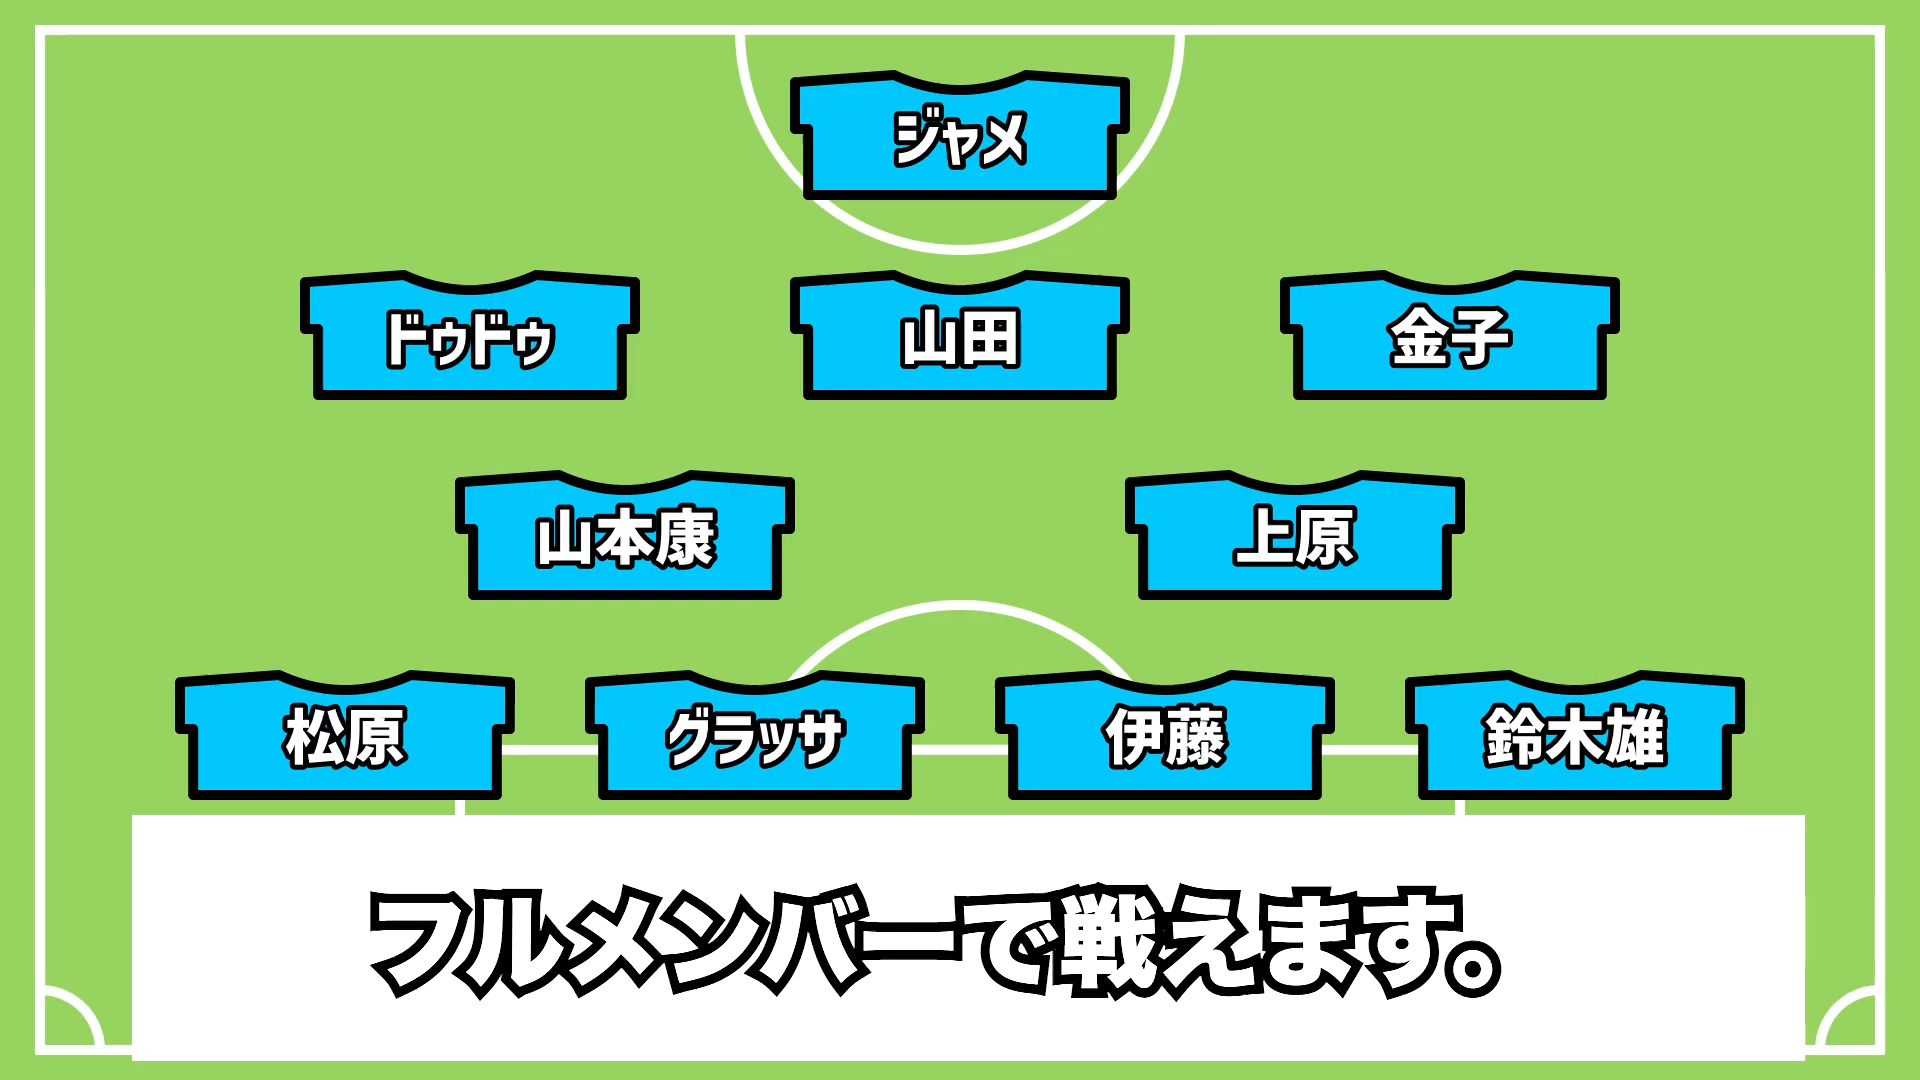 ジャメ
ドゥドゥ 山田 金子
山本康 上原
松原 グラッサ 伊藤 鈴木雄
フルメンバーで戦えます。